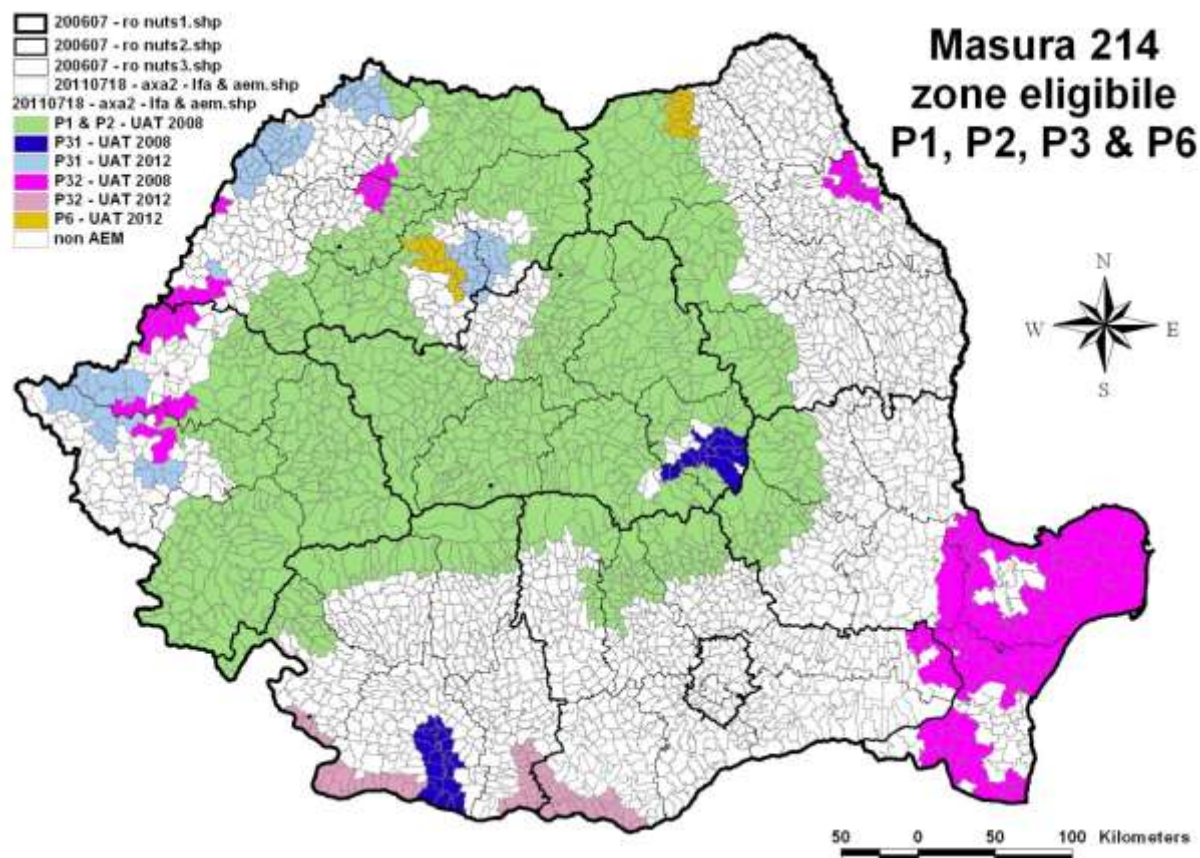 200607 - ro nuts1.shp
200607 - ro nuts2.shp
200607 - ro nuts3.shp
20110718 - axa2 - lfa & aem.shp
20110718 - axa2 - lfa & aem.shp
P1 & P2 - UAT 2008
P31 - UAT 2008
P31 - UAT 2012
P32 - UAT 2008
P32 - UAT 2012
P6 - UAT 2012
non AEM
Masura 214
zone eligibile
P1, P2, P3 & P6
N
W E
S
50 0 50 100 Kilometers